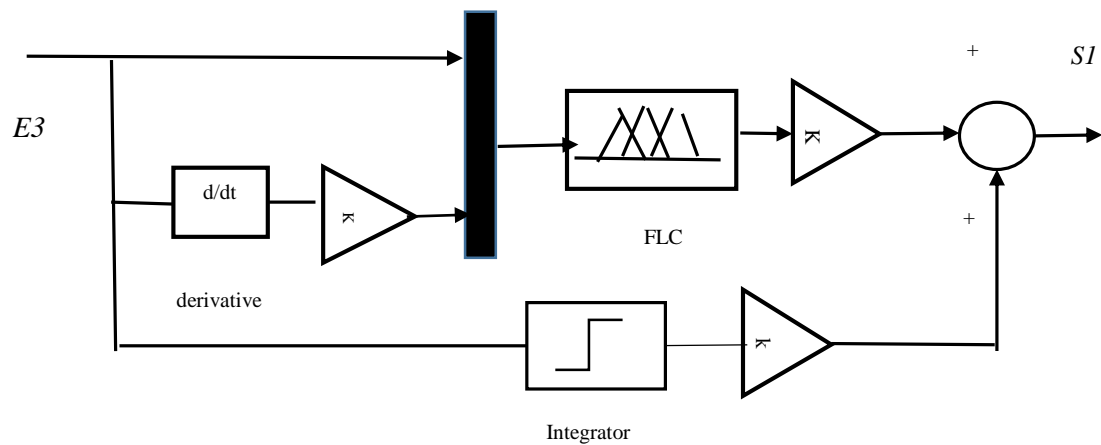 +
S1
E3
K
d/dt
K
FLC
+
derivative
k
Integrator